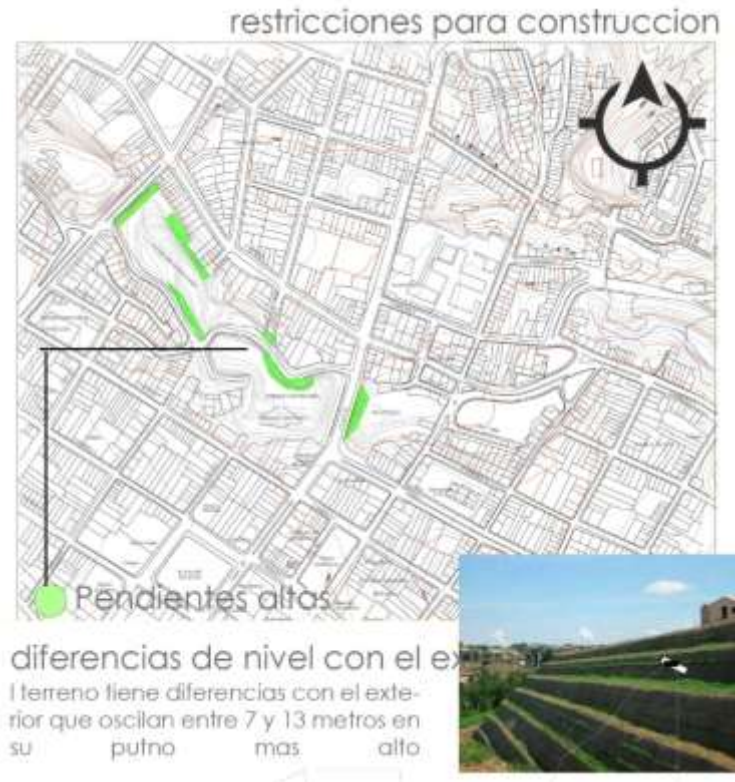 restricciones para construccion
Pendientes altas
diferencias de nivel con el ex
l terreno tiene diferencias con el exte-
rior que oscilan entre 7 y 13 metros en
su putno mas alto